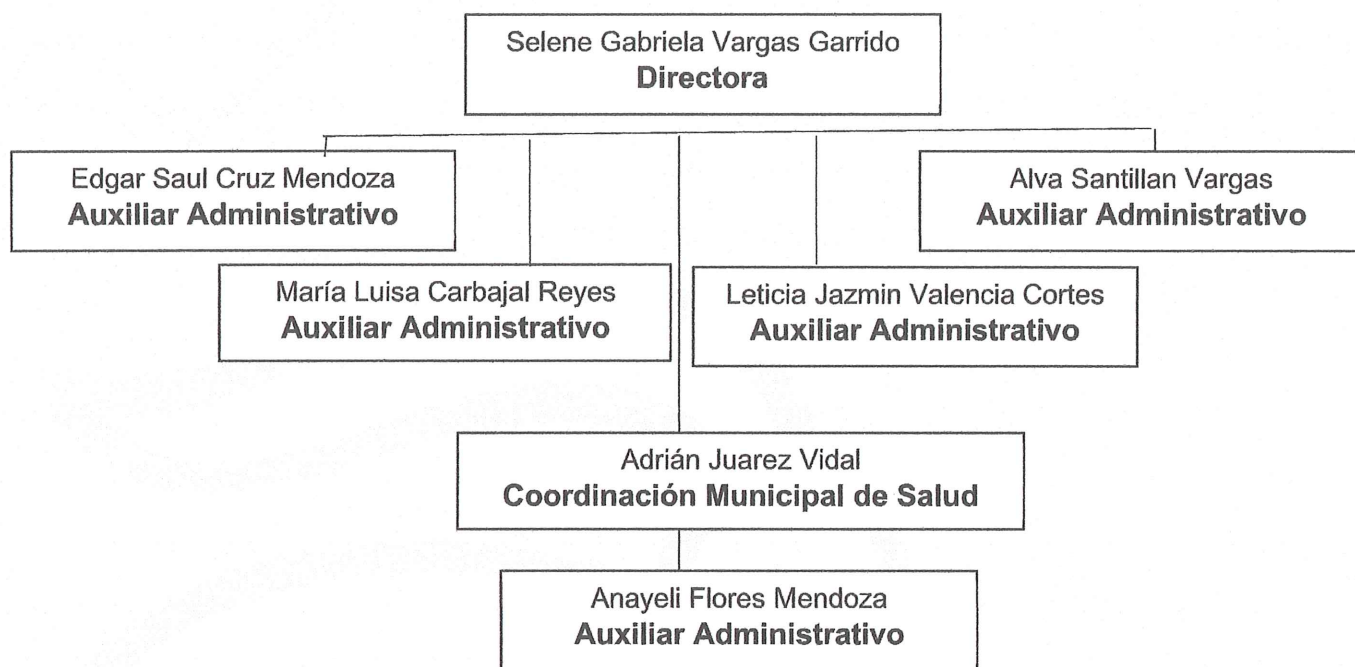 Selene Gabriela Vargas Garrido
Directora
Edgar Saul Cruz Mendoza
Auxiliar Administrativo
Alva Santillan Vargas
Auxiliar Administrativo
María Luisa Carbajal Reyes
Auxiliar Administrativo
Leticia Jazmin Valencia Cortes
Auxiliar Administrativo
Adrián Juarez Vidal
Coordinación Municipal de Salud
Anayeli Flores Mendoza
Auxiliar Administrativo